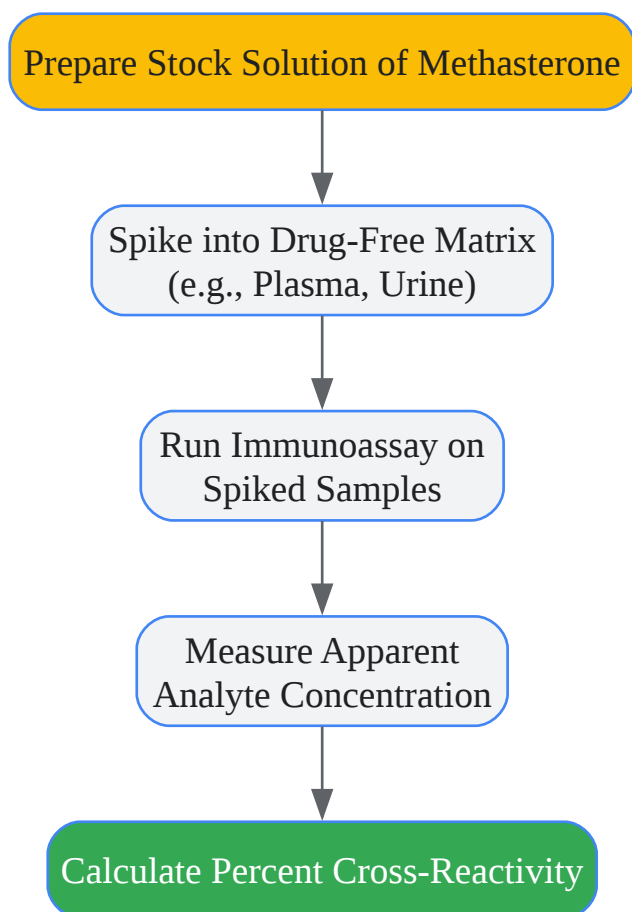 Prepare Stock Solution of Methasterone
Spike into Drug-Free Matrix
(e.g., Plasma, Urine)
Run Immunoassay on
Spiked Samples
Measure Apparent
Analyte Concentration
Calculate Percent Cross-Reactivity